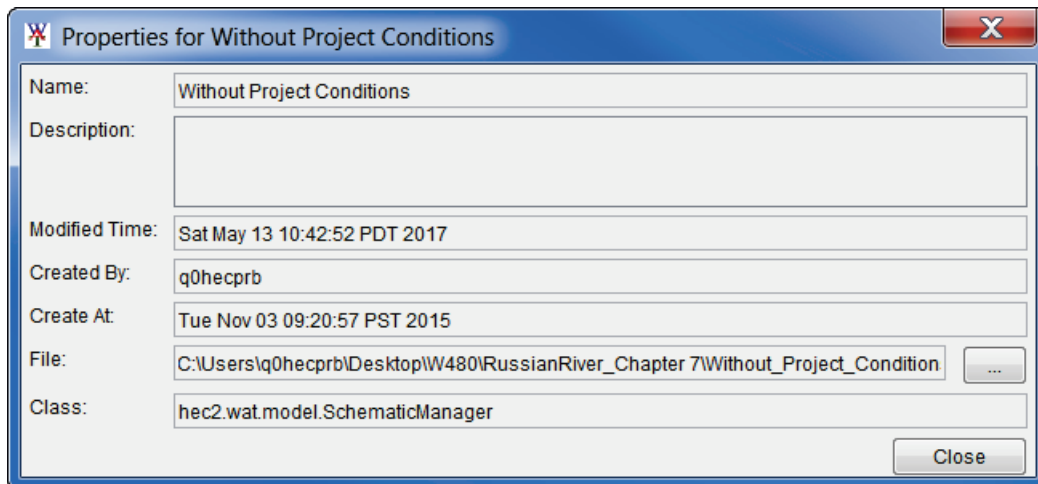 Properties for Without Project Conditions
Name: Without Project Conditions
Description:
Modified Time: Sat May 13 10:42:52 PDT 2017
Created By: q0hecprb
Create At: Tue Nov 03 09:20:57 PST 2015
File: C:\Users\q0hecprb\Desktop\W480\RussianRiver_Chapter 7\Without_Project_Condition ...
Class: hec2.wat.model.SchematicManager
Close